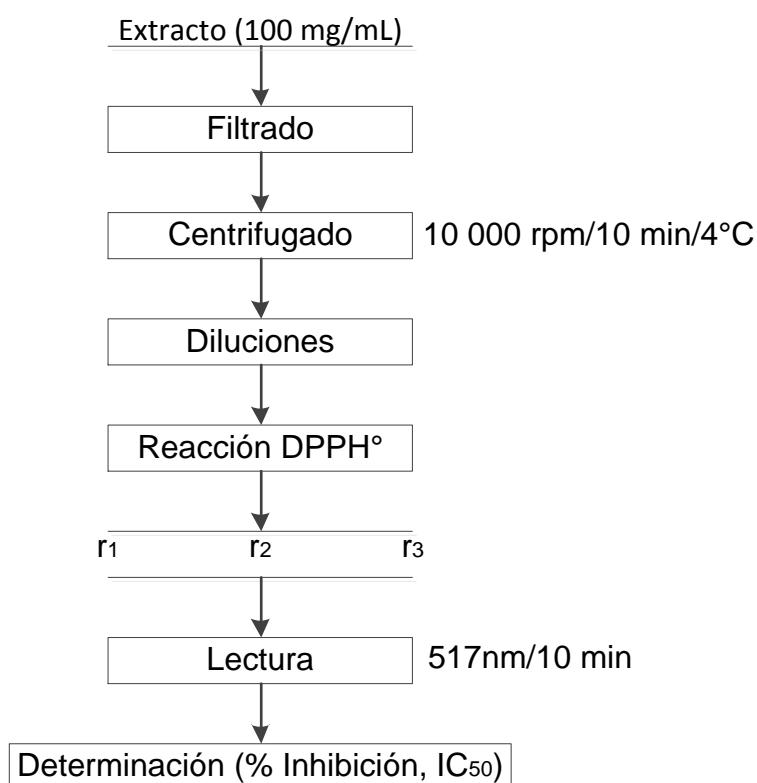 Extracto (100 mg/mL)
Filtrado
Centrifugado 10 000 rpm/10 min/4°C
Diluciones
Reacción DPPH°
r1 r2 r3
Lectura 517nm/10 min
Determinación (% Inhibición, IC50)